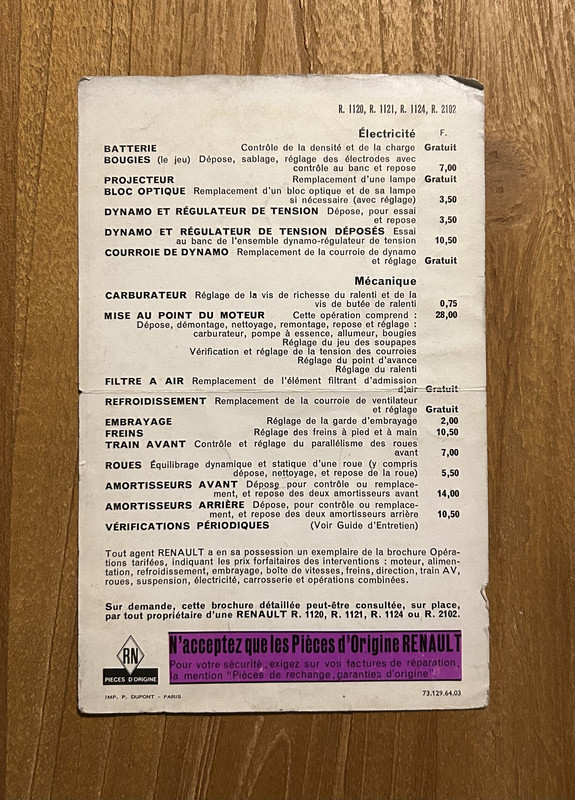 R. 1120, R. 1121, R. 1124, R. 2102
Électricité F.
BATTERIE Contrôle de la densité et de la charge Gratuit
BOUGIES (le jeu) Dépose, sablage, réglage des électrodes avec
contrôle au banc et repose 7,00
PROJECTEUR Remplacement d'une lampe Gratuit
BLOC OPTIQUE Remplacement d'un bloc optique et de sa lampe
si nécessaire (avec réglage) 3,50
DYNAMO ET RÉGULATEUR DE TENSION Dépose, pour essai
et repose 3,50
DYNAMO ET RÉGULATEUR DE TENSION DÉPOSÉS Essai
au banc de l'ensemble dynamo-régulateur de tension 10,50
COURROIE DE DYNAMO Remplacement de la courroie de dynamo
et réglage Gratuit
Mécanique
CARBURATEUR Réglage de la vis de richesse du ralenti et de la
vis de butée de ralenti 0,75
MISE AU POINT DU MOTEUR Cette opération comprend : 28,00
Dépose, démontage, nettoyage, remontage, repose et réglage :
carburateur, pompe à essence, allumeur, bougies
Réglage du jeu des soupapes
Vérification et réglage de la tension des courroies
Réglage du point d'avance
Réglage du ralenti
FILTRE A AIR Remplacement de l'élément filtrant d'admission
d'air Gratuit
REFROIDISSEMENT Remplacement de la courroie de ventilateur
et réglage Gratuit
EMBRAYAGE Réglage de la garde d'embrayage 2,00
FREINS Réglage des freins à pied et à main 10,50
TRAIN AVANT Contrôle et réglage du parallélisme des roues
avant 7,00
ROUES Équilibrage dynamique et statique d'une roue (y compris
dépose, nettoyage, et repose de la roue) 5,50
AMORTISSEURS AVANT Dépose, pour contrôle ou remplace-
ment, et repose des deux amortisseurs avant 14,00
AMORTISSEURS ARRIÈRE Dépose, pour contrôle ou remplace-
ment, et repose des deux amortisseurs arrière 10,50
VÉRIFICATIONS PÉRIODIQUES (Voir Guide d'Entretien)
Tout agent RENAULT a en sa possession un exemplaire de la brochure Opéra-
tions tarifées, indiquant les prix forfaitaires des interventions : moteur, alimen-
tation, refroidissement, embrayage, boîte de vitesses, freins, direction, train AV,
roues, suspension, électricité, carrosserie et opérations combinées.
Sur demande, cette brochure détaillée peut-être consultée, sur place,
par tout propriétaire d'une RENAULT R. 1120, R. 1121, R. 1124 ou R. 2102.
RN
PIECES D'ORIGINE
N'acceptez que les Pièces d'Origine RENAULT
Pour votre sécurité, exigez sur vos factures de réparation,
la mention "Pièces de rechange garanties d'origine".
IMP. P. DUPONT - PARIS 73.129.64.03